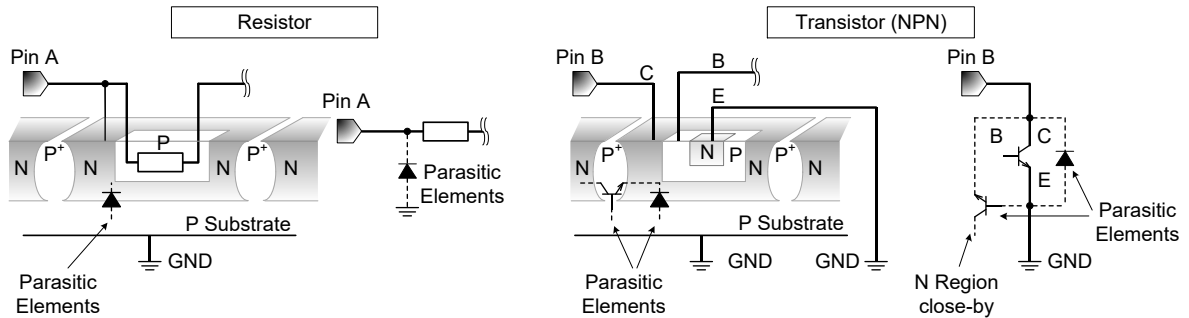 Resistor
Transistor (NPN)
Pin A
Pin B
C
B
E
Pin B
Pin A
N
P+
N
P
P+
N
Parasitic
Elements
P Substrate
GND
Parasitic
Elements
N
P+
N
N
P
P+
N
P Substrate
GND
GND
Parasitic
Elements
B
C
E
Parasitic
Elements
N Region
close-by
GND